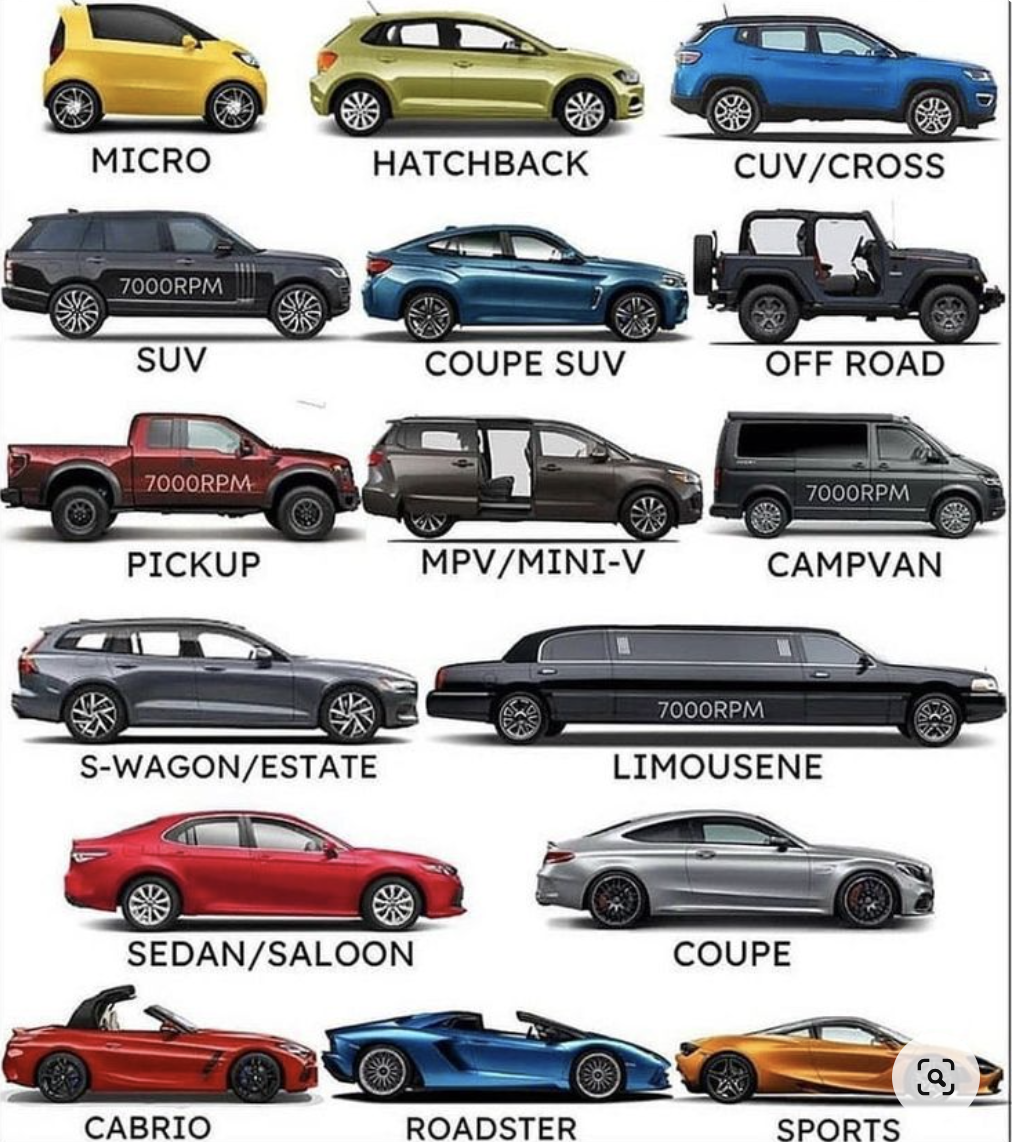 MICRO
HATCHBACK
CUV/CROSS
7000RPM
SUV
COUPE SUV
OFF ROAD
7000RPM
7000RPM
PICKUP
MPV/MINI-V
CAMPVAN
7000RPM
S-WAGON/ESTATE
LIMOUSENE
SEDAN/SALOON
COUPE
CABRIO
ROADSTER
SPORTS